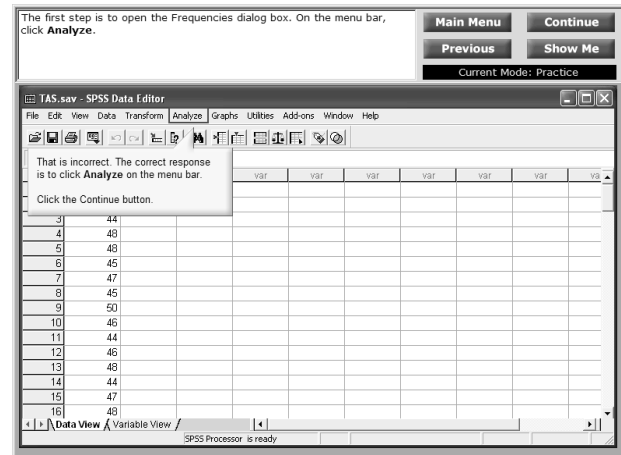 The first step is to open the Frequencies dialog box. On the menu bar,
click Analyze.
Main Menu
Continue
Previous
Show Me
Current Mode: Practice
TAS.sav - SPSS Data Editor
File Edit View Data Transform Analyze Graphs Utilities Add-ons Window Help
That is incorrect. The correct response
is to click Analyze on the menu bar.
Click the Continue button.
var var var var var va
3 44
4 48
5 48
6 45
7 47
8 45
9 50
10 46
11 44
12 46
13 48
14 44
15 47
16 48
Data View Variable View
SPSS Processor is ready